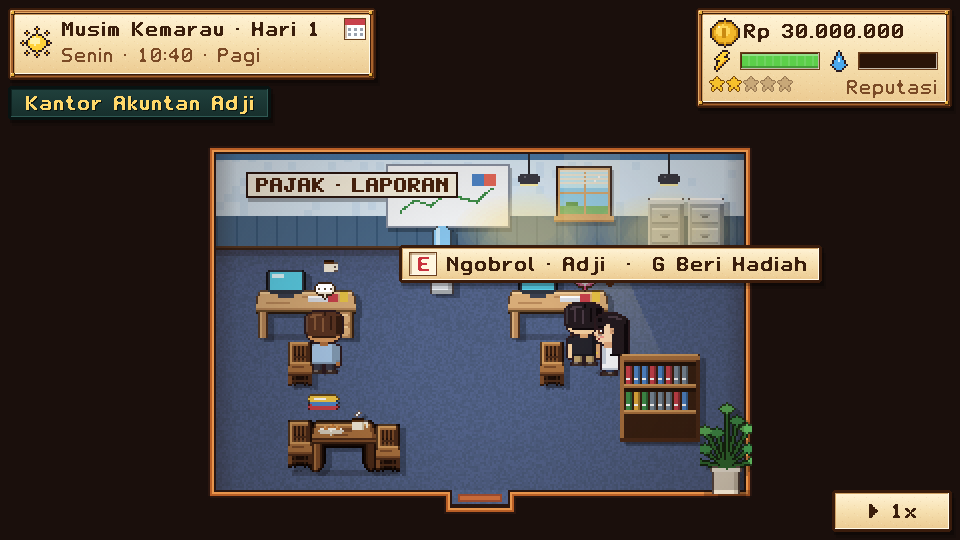 Musim Kemarau · Hari 1
Senin · 10:40 · Pagi
Rp 30.000.000
Reputasi
Kantor Akuntan Adji
PAJAK · LAPORAN
E Ngobrol · Adji · G Beri Hadiah
1x